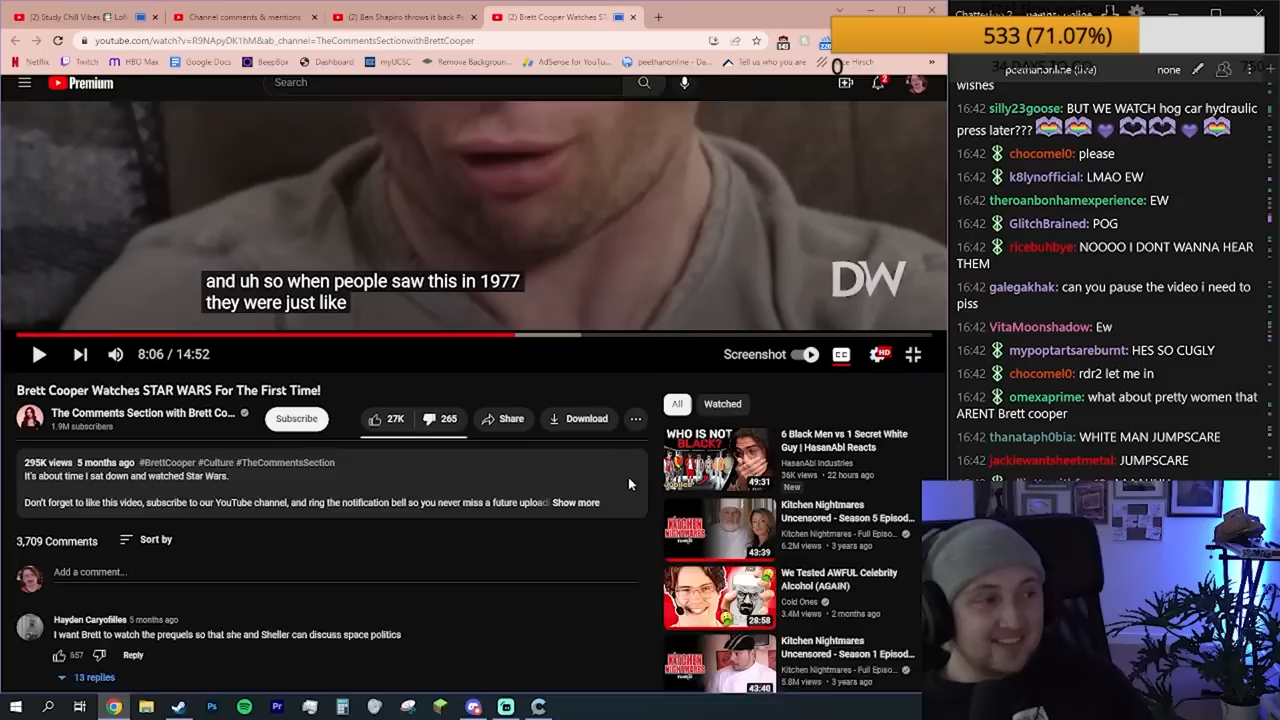 (2) Study Chill Vibes
Lofi
Channel comments & mentions
(2) Ben Shapiro throws it back #s
(2) Brett Cooper Watches ST
youtube.com/watch?v=R9NApyDK1hM&ab_channel=TheCommentsSectionwithBrettCooper
Netflix
Twitch
HBO Max
Google Docs
BeepBox
Dashboard
myUCSC
Remove Backgroun...
AdSense for YouTu...
peethanonline - Da...
Tell us who you are
Hirsch
Premium
Search
2
and uh so when people saw this in 1977
they were just like
DW
8:06 / 14:52
Screenshot
HD
Brett Cooper Watches STAR WARS For The First Time!
The Comments Section with Brett Co...
1.9M subscribers
Subscribe
27K
265
Share
Download
295K views 5 months ago #BrettCooper #Culture #TheCommentsSection
It's about time I sat down and watched Star Wars.
Don't forget to like this video, subscribe to our YouTube channel, and ring the notification bell so you never miss a future upload
Show more
3,709 Comments
Sort by
Add a comment...
Hayden Caryofilles 5 months ago
I want Brett to watch the prequels so that she and Sheller can discuss space politics
657
Reply
13 replies
All
Watched
WHO IS NOT
BLACK?
49:31
6 Black Men vs 1 Secret White
Guy | HasanAbi Reacts
HasanAbi Industries
36K views • 22 hours ago
New
KITCHEN
NIGHTMARES
43:39
Kitchen Nightmares
Uncensored - Season 5 Episod...
Kitchen Nightmares - Full Episo...
6.2M views • 3 years ago
28:58
We Tested AWFUL Celebrity
Alcohol (AGAIN)
Cold Ones
3.4M views • 2 months ago
KITCHEN
NIGHTMARES
43:40
Kitchen Nightmares
Uncensored - Season 1 Episod...
Kitchen Nightmares - Full Episo...
5.8M views • 3 years ago
533 (71.07%)
0
peethanonline (live)
none
wishes
16:42 silly23goose: BUT WE WATCH hog car hydraulic
press later???
16:42 chocomel0: please
16:42 k8lynofficial: LMAO EW
16:42 theroanbonhamexperience: EW
16:42 GlitchBrained: POG
16:42 ricebuhbye: NOOOO I DONT WANNA HEAR
THEM
16:42 galegakhak: can you pause the video i need to
piss
16:42 VitaMoonshadow: Ew
16:42 mypoptartsareburnt: HES SO CUGLY
16:42 chocomel0: rdr2 let me in
16:42 omexaprime: what about pretty women that
ARENT Brett cooper
16:42 thanataph0bia: WHITE MAN JUMPSCARE
16:42 jackiewantsheetmetal: JUMPSCARE